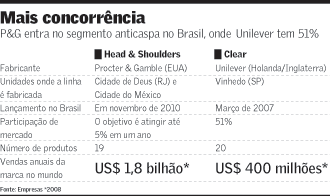 Mais concorrência
P&G entra no segmento anticaspa no Brasil, onde Unilever tem 51%
Head & Shoulders Clear
Fabricante Procter & Gamble (EUA) Unilever (Holanda/Inglaterra)
Unidades onde a linha Cidade de Deus (RJ) e Vinhedo (SP)
é fabricada Cidade do México
Lançamento no Brasil Em novembro de 2010 Março de 2007
Participação de O objetivo é atingir até 51%
mercado 5% em um ano
Número de produtos 19 20
Vendas anuais da US$ 1,8 bilhão* US$ 400 milhões*
marca no mundo
Fonte: Empresas *2008